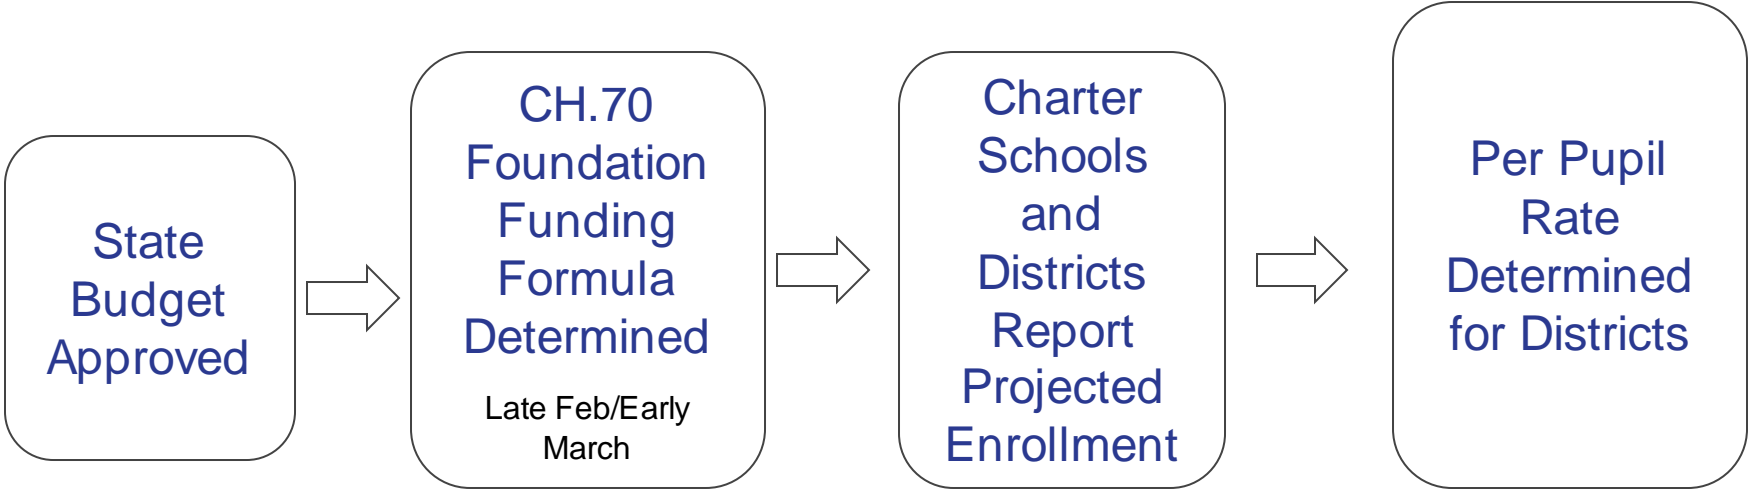 State
Budget
Approved
CH.70
Foundation
Funding
Formula
Determined
Late Feb/Early
March
Charter
Schools
and
Districts
Report
Projected
Enrollment
Per Pupil
Rate
Determined
for Districts